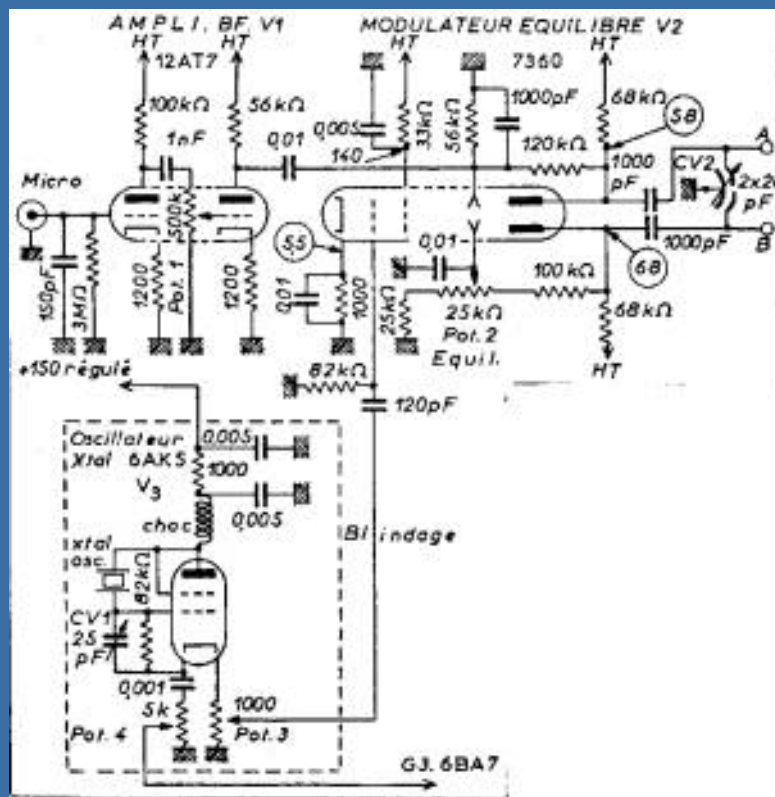 AMPLI. BF. V1
MODULATEUR EQUILIBRE V2
HT
HT
HT
HT
12AT7
7360
100kΩ
56kΩ
1nF
0,01
0,005
33kΩ
56kΩ
1000pF
68kΩ
58
140
120kΩ
1000 pF
A
CV2
pF
B
Micro
500k
Pot.1
150pF
3MΩ
1200
1200
5,5
0,01
1000
0,01
25kΩ
25kΩ
Pot.2
Equil.
100kΩ
68
1000pF
68kΩ
HT
+150 régulé
82kΩ
120pF
Oscillateur
Xtal 6AK5
V3
0,005
1000
0,005
choc
Blindage
xtal
osc.
82kΩ
CV1
25
pF
0,001
5k
Pot.4
1000
Pot.3
G3.6BA7